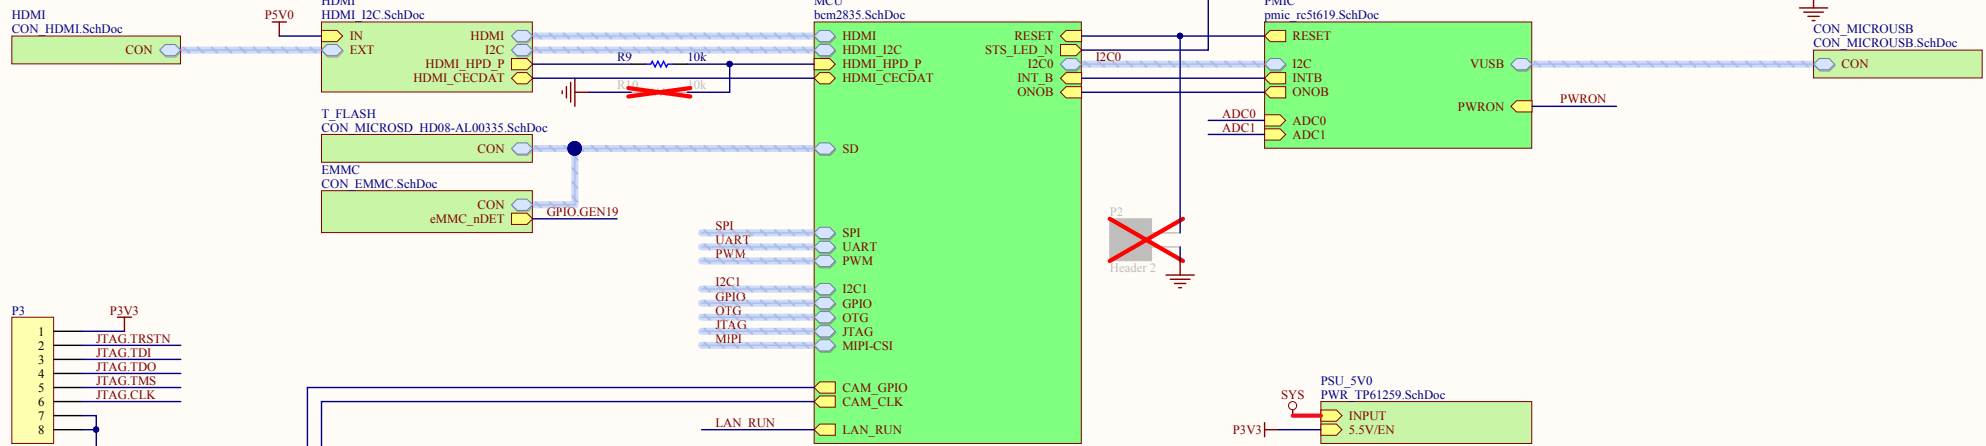 HDMI
CON_HDMI.SchDoc
CON
P5V0
HDMI
HDMI_I2C.SchDoc
IN
EXT
HDMI
I2C
HDMI_HPD_P
HDMI_CECDAT
R9
10k
R10
10k
T_FLASH
CON_MICROSD_HD08-AL00335.SchDoc
CON
EMMC
CON_EMMC.SchDoc
CON
eMMC_nDET
GPIO.GEN19
SPI
UART
PWM
I2C1
GPIO
OTG
JTAG
MIPI
LAN_RUN
MCU
bcm2835.SchDoc
HDMI
HDMI_I2C
HDMI_HPD_P
HDMI_CECDAT
SD
SPI
UART
PWM
I2C1
GPIO
OTG
JTAG
MIPI-CSI
CAM_GPIO
CAM_CLK
LAN_RUN
RESET
STS_LED_N
I2C0
INT_B
ONOB
I2C0
P2
Header 2
PMIC
pmic_rc5t619.SchDoc
RESET
I2C
INTB
ONOB
ADC0
ADC0
ADC1
ADC1
VUSB
PWRON
PWRON
CON_MICROUSB
CON_MICROUSB.SchDoc
CON
P3
P3V3
1
2
3
4
5
6
7
8
JTAG.TRSTN
JTAG.TDI
JTAG.TDO
JTAG.TMS
JTAG.CLK
PSU_5V0
PWR_TP61259.SchDoc
SYS
INPUT
P3V3
5.5V/EN